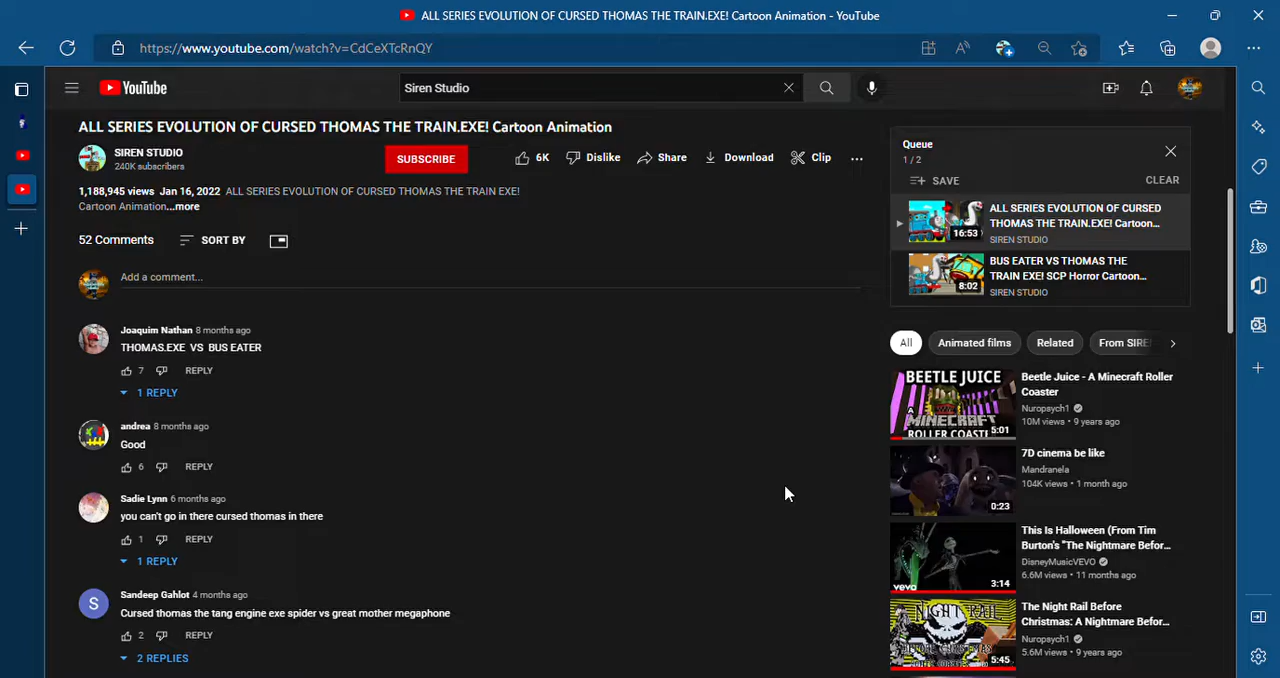 ALL SERIES EVOLUTION OF CURSED THOMAS THE TRAIN.EXE! Cartoon Animation - YouTube
https://www.youtube.com/watch?v=CdCeXTcRnQY
YouTube
Siren Studio
ALL SERIES EVOLUTION OF CURSED THOMAS THE TRAIN.EXE! Cartoon Animation
SIREN STUDIO
240K subscribers
SUBSCRIBE
6K
Dislike
Share
Download
Clip
1,188,945 views Jan 16, 2022 ALL SERIES EVOLUTION OF CURSED THOMAS THE TRAIN EXE!
Cartoon Animation...more
52 Comments
SORT BY
Add a comment...
Joaquim Nathan 8 months ago
THOMAS.EXE VS BUS EATER
7
REPLY
1 REPLY
andrea 8 months ago
Good
6
REPLY
Sadie Lynn 6 months ago
you can't go in there cursed thomas in there
1
REPLY
1 REPLY
S
Sandeep Gahlot 4 months ago
Cursed thomas the tang engine exe spider vs great mother megaphone
2
REPLY
2 REPLIES
Queue
1 / 2
SAVE
CLEAR
16:53
ALL SERIES EVOLUTION OF CURSED
THOMAS THE TRAIN.EXE! Cartoon...
SIREN STUDIO
8:02
BUS EATER VS THOMAS THE
TRAIN EXE! SCP Horror Cartoon...
SIREN STUDIO
All
Animated films
Related
From SIRE
BEETLE JUICE
A
MINECRAFT
ROLLER COAST
5:01
Beetle Juice - A Minecraft Roller
Coaster
Neuropsych1
10M views • 9 years ago
0:23
7D cinema be like
Mandranela
104K views • 1 month ago
vevo
3:14
This Is Halloween (From Tim
Burton's "The Nightmare Befor...
DisneyMusicVEVO
6.6M views • 11 months ago
NIGHT RAIL
5:45
The Night Rail Before
Christmas: A Nightmare Befor...
Neuropsych1
5.6M views • 9 years ago